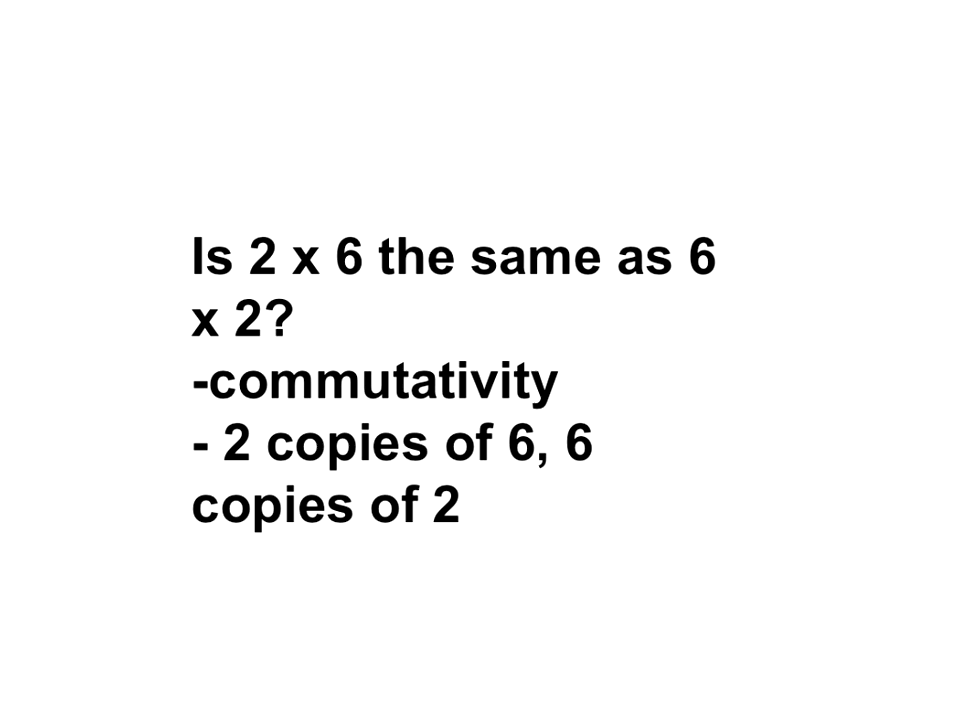 Is 2 x 6 the same as 6
x 2?
-commutativity
- 2 copies of 6, 6
copies of 2